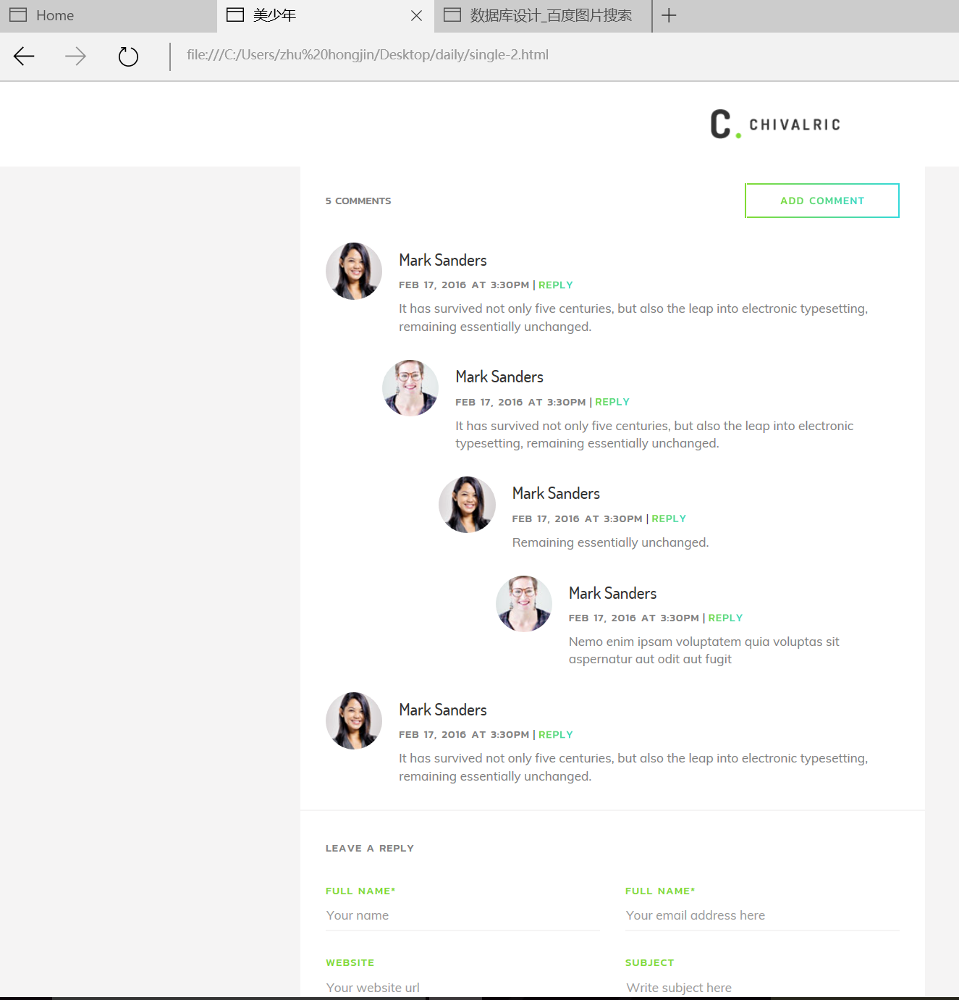 Home
美少年
数据库设计_百度图片搜索
file:///C:/Users/zhu%20hongjin/Desktop/daily/single-2.html
C. CHIVALRIC
5 COMMENTS
ADD COMMENT
Mark Sanders
FEB 17, 2016 AT 3:30PM | REPLY
It has survived not only five centuries, but also the leap into electronic typesetting,
remaining essentially unchanged.
Mark Sanders
FEB 17, 2016 AT 3:30PM | REPLY
It has survived not only five centuries, but also the leap into electronic
typesetting, remaining essentially unchanged.
Mark Sanders
FEB 17, 2016 AT 3:30PM | REPLY
Remaining essentially unchanged.
Mark Sanders
FEB 17, 2016 AT 3:30PM | REPLY
Nemo enim ipsam voluptatem quia voluptas sit
aspernatur aut odit aut fugit
Mark Sanders
FEB 17, 2016 AT 3:30PM | REPLY
It has survived not only five centuries, but also the leap into electronic typesetting,
remaining essentially unchanged.
LEAVE A REPLY
FULL NAME*
Your name
FULL NAME*
Your email address here
WEBSITE
Your website url
SUBJECT
Write subject here